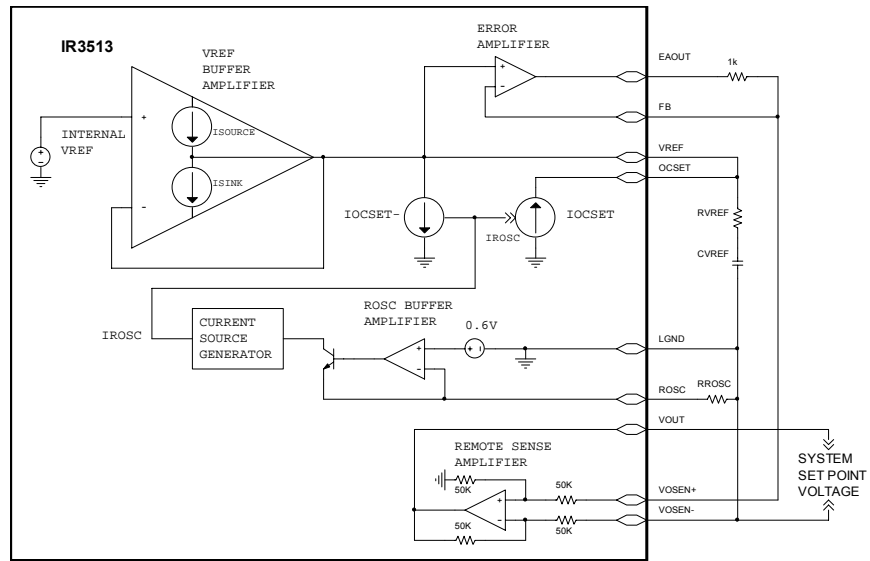 IR3513
VREF
BUFFER
AMPLIFIER
ERROR
AMPLIFIER
EAOUT
1k
FB
INTERNAL
VREF
ISOURCE
ISINK
VREF
OCSET
IOCSET-
IROSC
IOCSET
RVREF
CVREF
IROSC
CURRENT
SOURCE
GENERATOR
ROSC BUFFER
AMPLIFIER
0.6V
LGND
ROSC
RROSC
VOUT
REMOTE SENSE
AMPLIFIER
SYSTEM
SET POINT
VOLTAGE
50K
50K
VOSEN+
50K
50K
VOSEN-